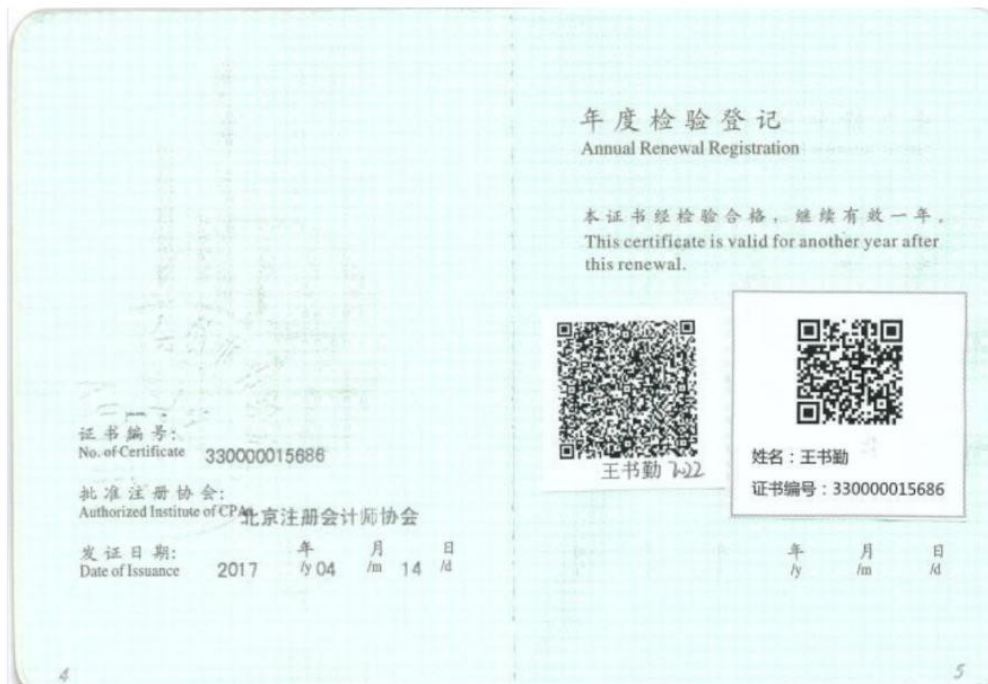 证书编号:
No. of Certificate 330000015686
批准注册协会:
Authorized Institute of CPAs 北京注册会计师协会
发证日期: 年 月 日
Date of Issuance 2017 /y 04 /m 14 /d
4
年度检验登记
Annual Renewal Registration
本证书经检验合格，继续有效一年。
This certificate is valid for another year after
this renewal.
王书勤 2022
姓名：王书勤
证书编号：330000015686
年 月 日
/y /m /d
5